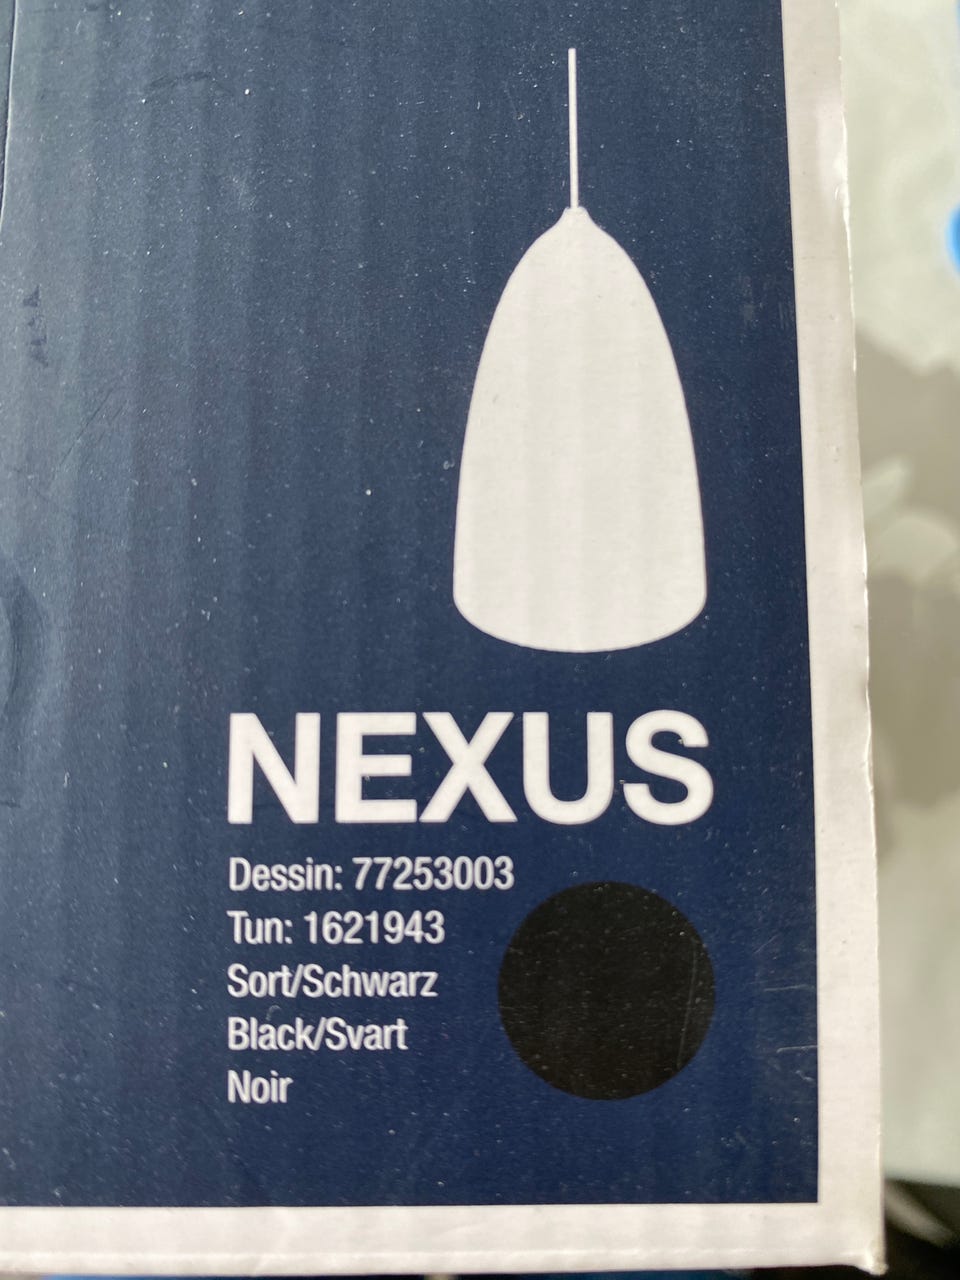 NEXUS
Dessin: 77253003
Tun: 1621943
Sort/Schwarz
Black/Svart
Noir